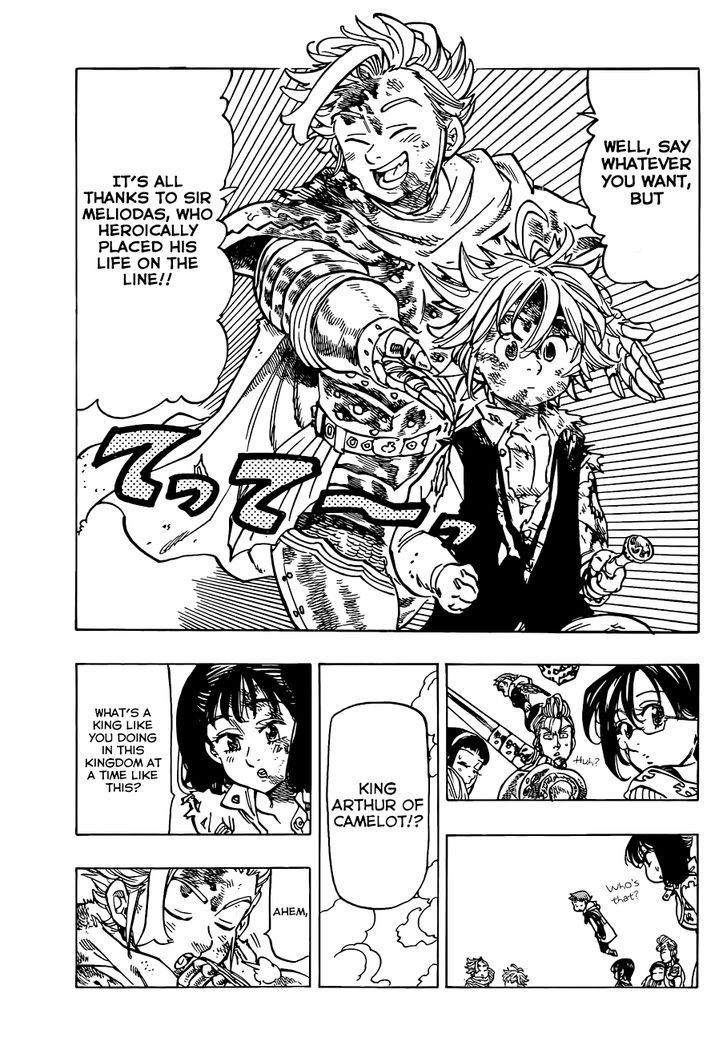 WELL, SAY
WHATEVER
YOU WANT,
BUT
IT'S ALL
THANKS TO SIR
MELIODAS, WHO
HEROICALLY
PLACED HIS
LIFE ON THE
LINE!!
てってーっ
Huh?
Who's
that?
KING
ARTHUR OF
CAMELOT!?
WHAT'S A
KING LIKE
YOU DOING
IN THIS
KINGDOM AT
A TIME LIKE
THIS?
AHEM,